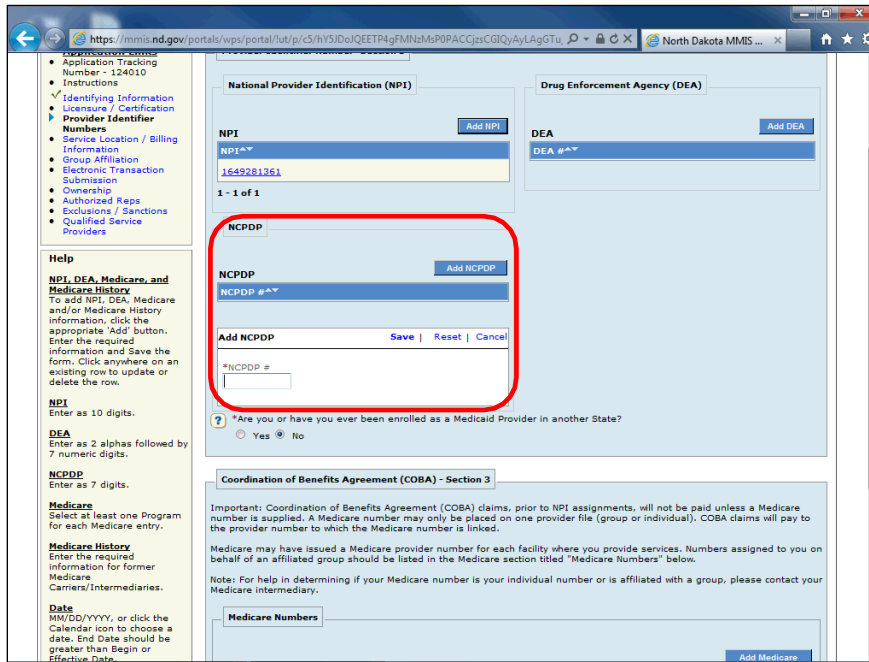 https://mmis.nd.gov/portals/wps/portal/!ut/p/c5/hY5JDoJQEETP4gFMNzMsP0PACCjzsCGIQyAyLAgGTu
North Dakota MMIS ...
Application Links
Application Tracking
Number - 124010
Instructions
Identifying Information
Licensure / Certification
Provider Identifier
Numbers
Service Location / Billing
Information
Group Affiliation
Electronic Transaction
Submission
Ownership
Authorized Reps
Exclusions / Sanctions
Qualified Service
Providers
Help
NPI, DEA, Medicare, and
Medicare History
To add NPI, DEA, Medicare
and/or Medicare History
information, click the
appropriate 'Add' button.
Enter the required
information and Save the
form. Click anywhere on an
existing row to update or
delete the row.
NPI
Enter as 10 digits.
DEA
Enter as 2 alphas followed by
7 numeric digits.
NCPDP
Enter as 7 digits.
Medicare
Select at least one Program
for each Medicare entry.
Medicare History
Enter the required
information for former
Medicare
Carriers/Intermediaries.
Date
MM/DD/YYYY, or click the
Calendar icon to choose a
date. End Date should be
greater than Begin or
Effective Date.
National Provider Identification (NPI)
Add NPI
NPI
NPI
1649281361
1 - 1 of 1
Drug Enforcement Agency (DEA)
Add DEA
DEA
DEA #
NCPDP
Add NCPDP
NCPDP
NCPDP #
Add NCPDP Save | Reset | Cancel
*NCPDP #
? *Are you or have you ever been enrolled as a Medicaid Provider in another State?
Yes No
Coordination of Benefits Agreement (COBA) - Section 3
Important: Coordination of Benefits Agreement (COBA) claims, prior to NPI assignments, will not be paid unless a Medicare
number is supplied. A Medicare number may only be placed on one provider file (group or individual). COBA claims will pay to
the provider number to which the Medicare number is linked.
Medicare may have issued a Medicare provider number for each facility where you provide services. Numbers assigned to you on
behalf of an affiliated group should be listed in the Medicare section titled "Medicare Numbers" below.
Note: For help in determining if your Medicare number is your individual number or is affiliated with a group, please contact your
Medicare intermediary.
Medicare Numbers
Add Medicare